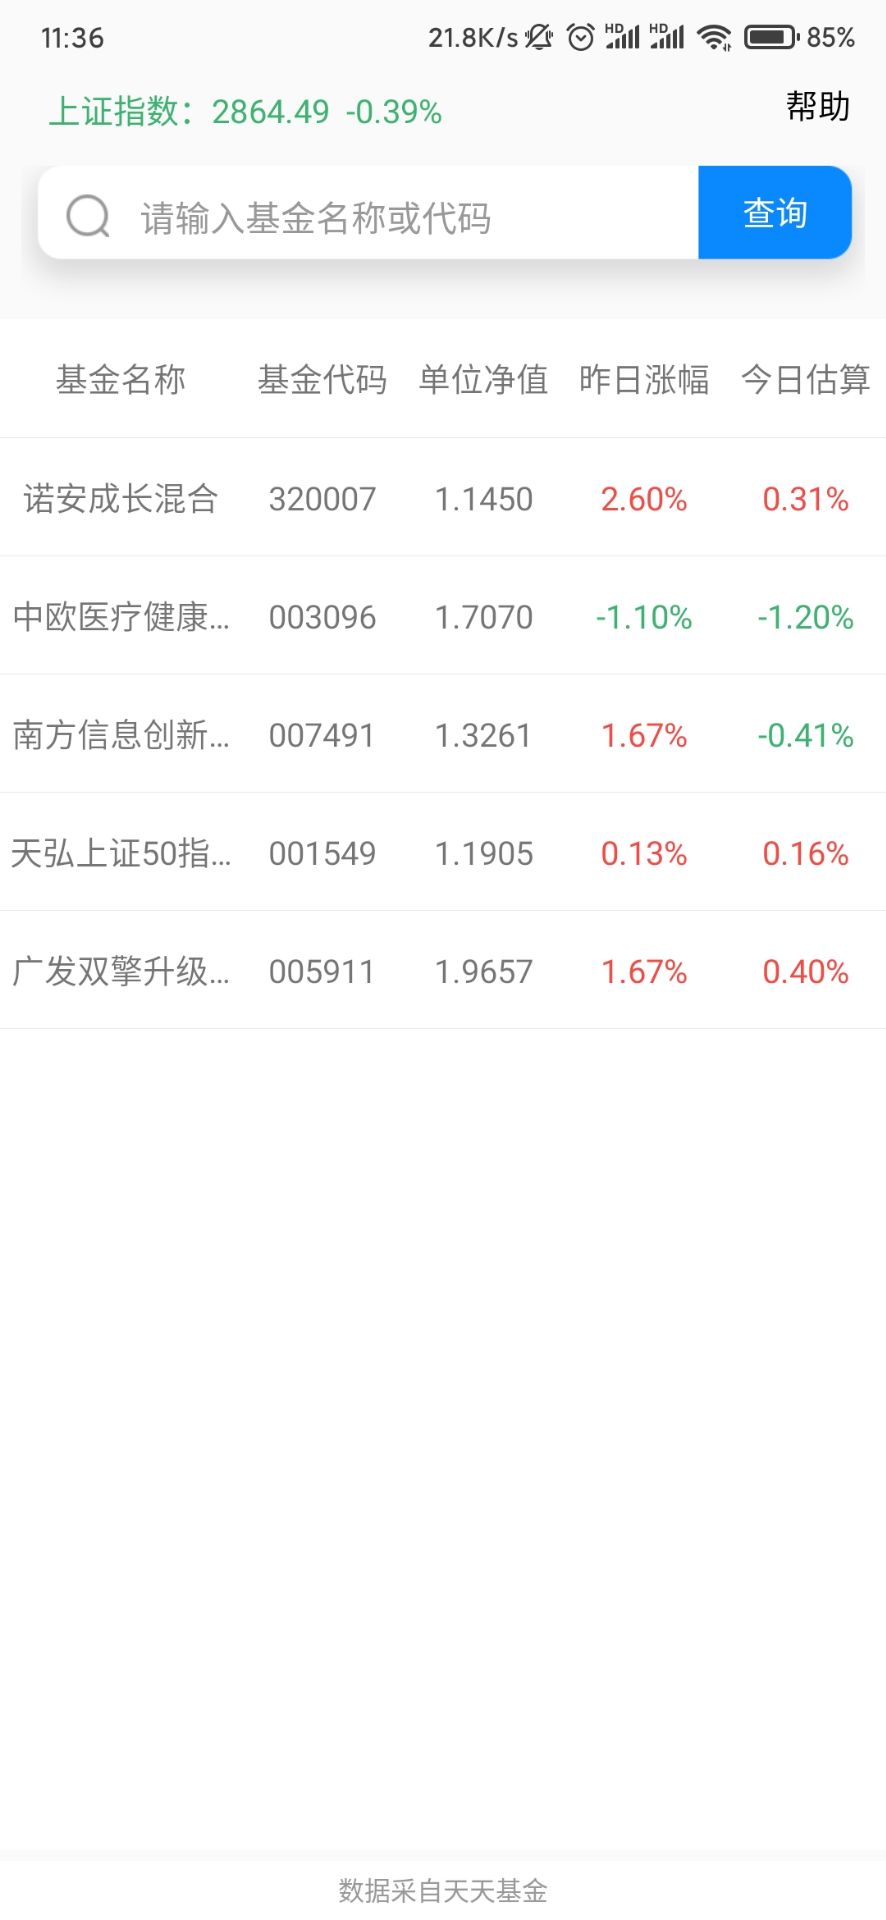 11:36 21.8K/s HD HD 85%
上证指数：2864.49 -0.39% 帮助
请输入基金名称或代码 查询
基金名称 基金代码 单位净值 昨日涨幅 今日估算
诺安成长混合 320007 1.1450 2.60% 0.31%
中欧医疗健康... 003096 1.7070 -1.10% -1.20%
南方信息创新... 007491 1.3261 1.67% -0.41%
天弘上证50指... 001549 1.1905 0.13% 0.16%
广发双擎升级... 005911 1.9657 1.67% 0.40%
数据采自天天基金